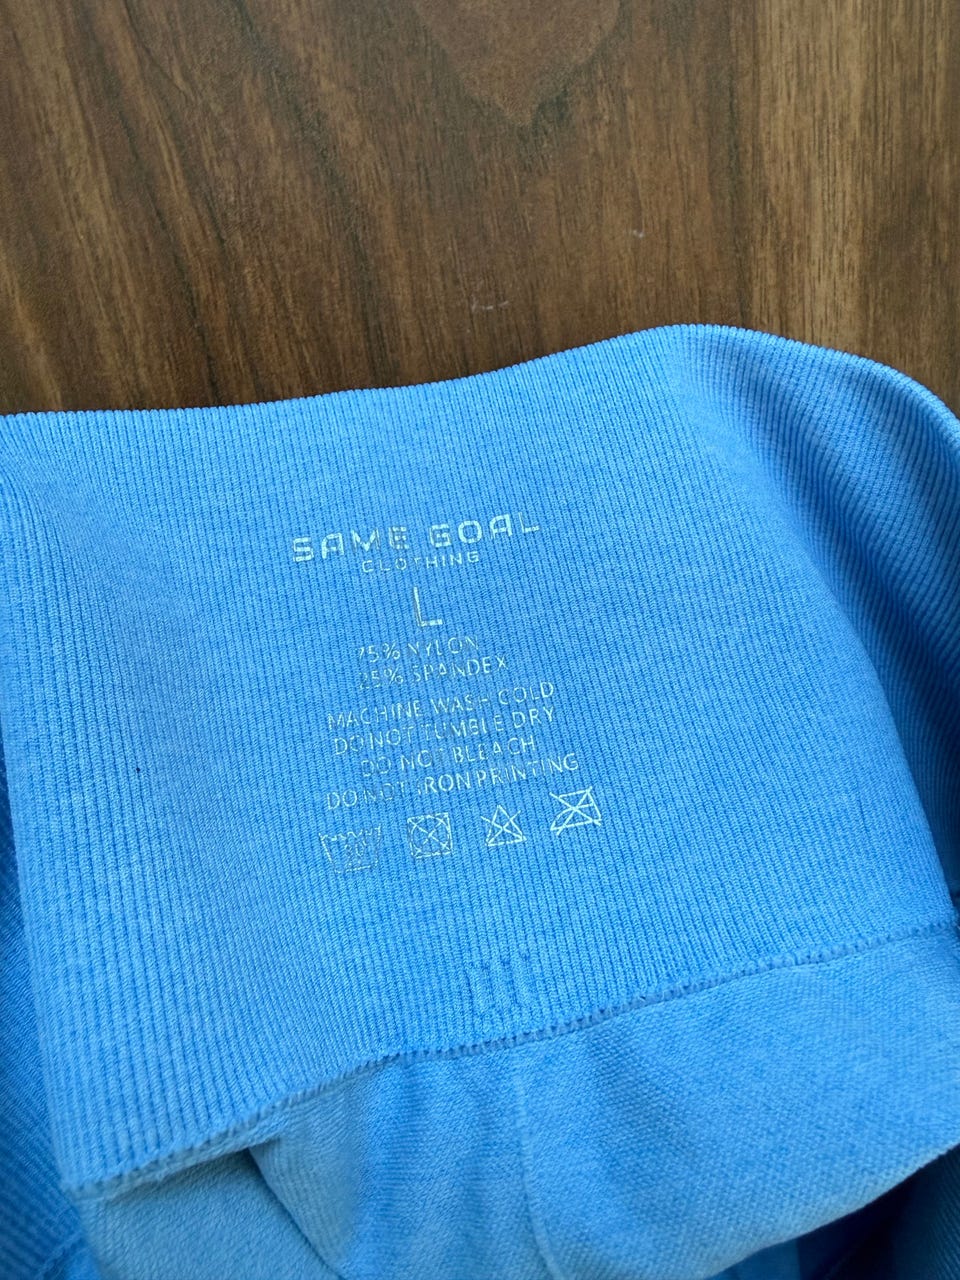 SAME GOAL
CLOTHING
L
75% NYLON
25% SPANDEX
MACHINE WASH COLD
DO NOT TUMBLE DRY
DO NOT BLEACH
DO NOT IRON PRINTING